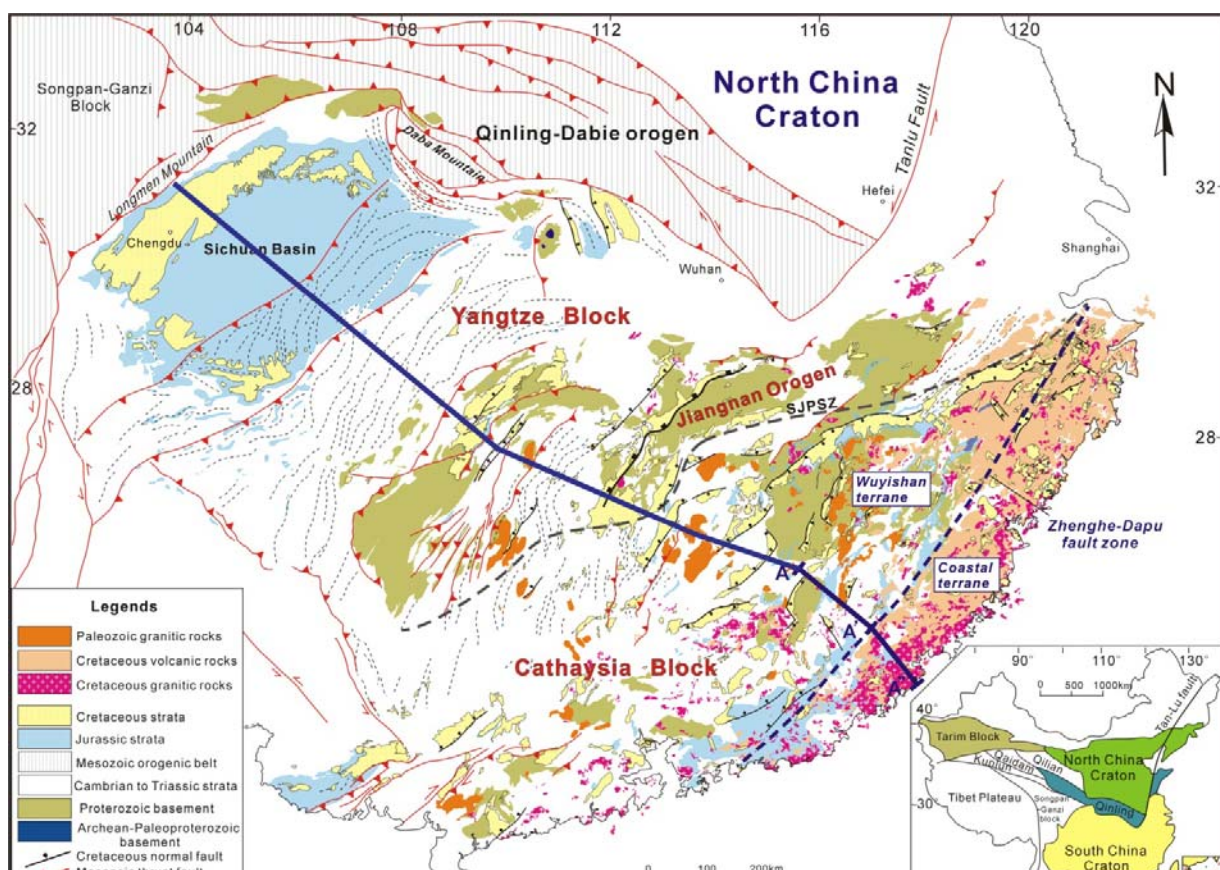 104
108
112
116
120
Songpan-Ganzi
Block
North China
Craton
N
32
Qinling-Dabie orogen
Daba Mountain
Tanlu Fault
Longmen Mountain
Hefei
32
Chengdu
Sichuan Basin
Shanghai
Wuhan
Yangtze Block
28
Jiangnan Orogen
SJPSZ
28
Wuyishan
terrane
Zhenghe-Dapu
fault zone
Coastal
terrane
A
A
A
Cathaysia Block
Legends
Paleozoic granitic rocks
Cretaceous volcanic rocks
Cretaceous granitic rocks
Cretaceous strata
Jurassic strata
Mesozoic orogenic belt
Cambrian to Triassic strata
Proterozoic basement
Archean-Paleoproterozoic
basement
Cretaceous normal fault
0 100 200km
90° 100 110 120 130°
0 500 1000km
Tan-Lu fault
40°
Tarim Block
Qaidam
Qilian
Kunlun
North China
Craton
30
Tibet Plateau
Songpan-
Ganzi
block
Qinling
South China
Craton